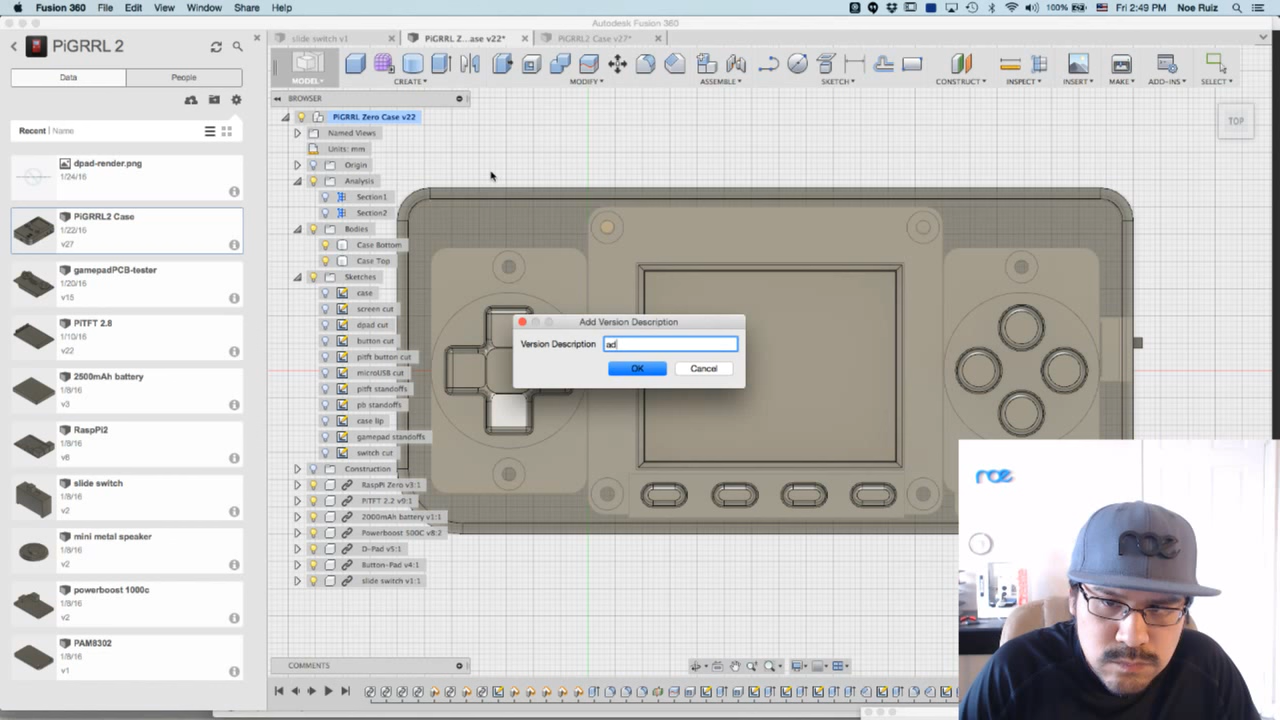 Fusion 360 File Edit View Window Share Help
100% Fri 2:49 PM Noe Ruiz
Autodesk Fusion 360
PiGRRL 2
slide switch v1
PiGRRL Z...ase v22*
PiGRRL2 Case v27*
Data People
MODEL
CREATE
MODIFY
ASSEMBLE
SKETCH
CONSTRUCT
INSPECT
INSERT
MAKE
ADD-INS
SELECT
BROWSER
Recent | Name
dpad-render.png
1/24/16
PiGRRL2 Case
1/22/16
v27
gamepadPCB-tester
1/20/16
v15
PiTFT 2.8
1/10/16
v22
2500mAh battery
1/8/16
v3
RaspPi2
1/8/16
v6
slide switch
1/8/16
v2
mini metal speaker
1/8/16
v2
powerboost 1000c
1/8/16
v2
PAM8302
1/8/16
v1
PiGRRL Zero Case v22
Named Views
Units: mm
Origin
Analysis
Section1
Section2
Bodies
Case Bottom
Case Top
Sketches
case
screen cut
dpad cut
button cut
pitft button cut
microUSB cut
pitft standoffs
pb standoffs
case lip
gamepad standoffs
switch cut
Construction
RaspPi Zero v3:1
PiTFT 2.2 v9:1
2000mAh battery v1:1
Powerboost 500C v8:2
D-Pad v5:1
Button-Pad v4:1
slide switch v1:1
TOP
Add Version Description
Version Description ad
OK Cancel
COMMENTS
noe
noe